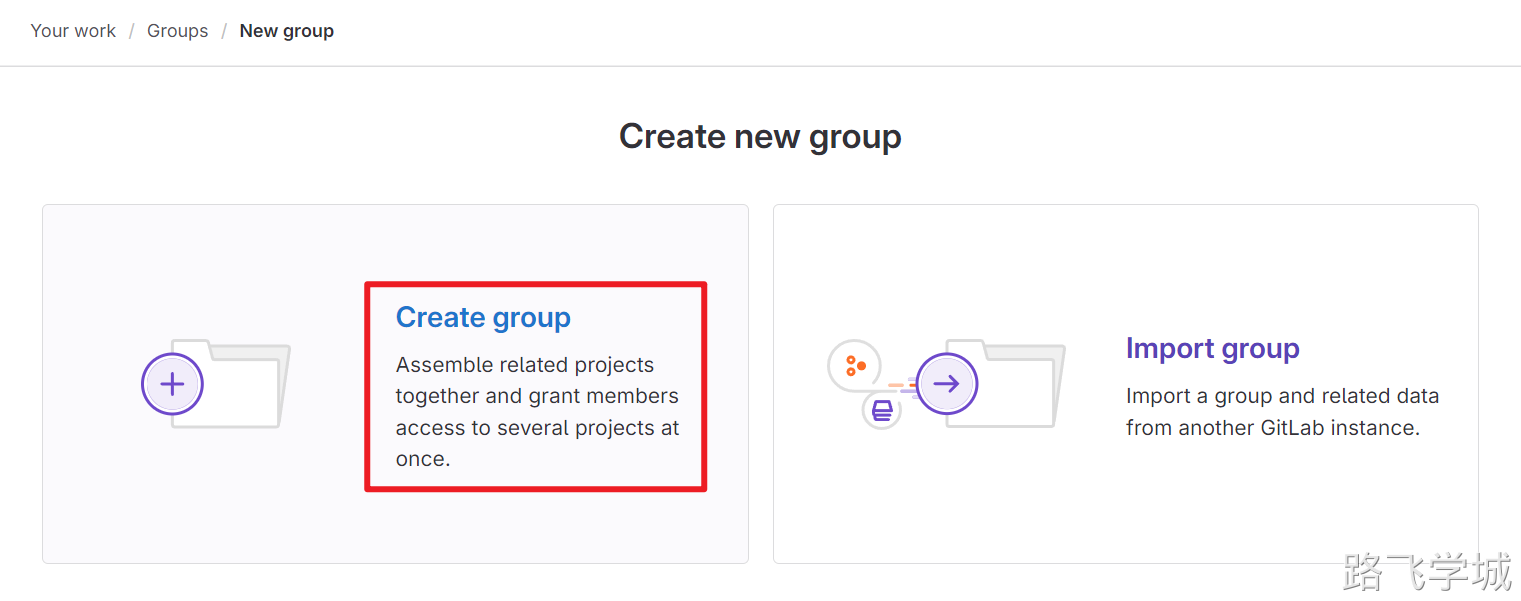 Your work / Groups / New group
Create new group
Create group
Assemble related projects
together and grant members
access to several projects at
once.
Import group
Import a group and related data
from another GitLab instance.
路飞学城